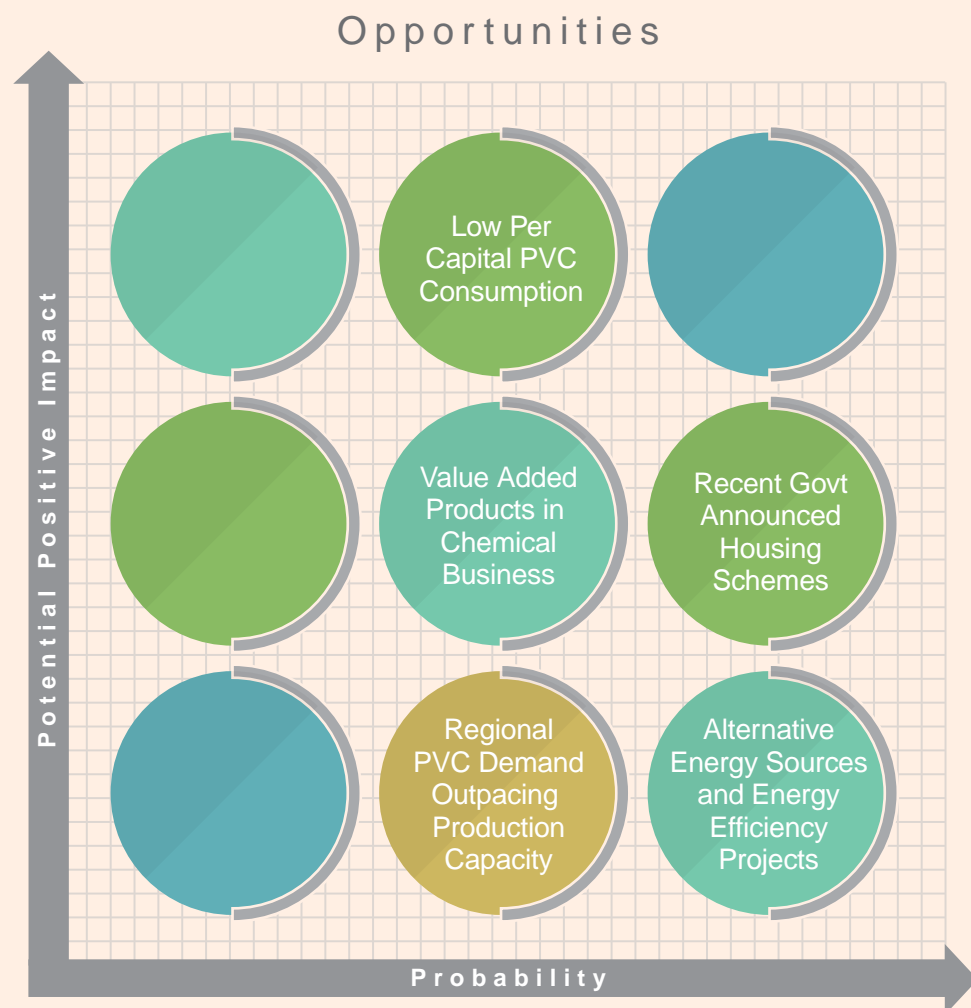 Opportunities
Potential Positive Impact
Low Per
Capital PVC
Consumption
Value Added
Products in
Chemical
Business
Recent Govt
Announced
Housing
Schemes
Regional
PVC Demand
Outpacing
Production
Capacity
Alternative
Energy Sources
and Energy
Efficiency
Projects
Probability